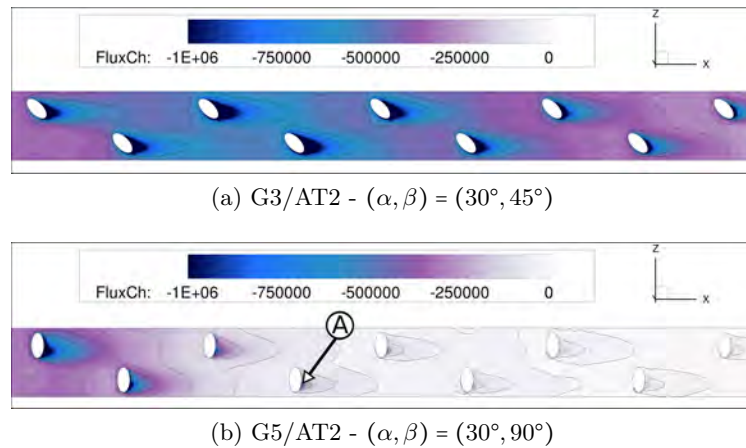 FluxCh: -1E+06 -750000 -500000 -250000 0
z
x
(a) G3/AT2 - (α, β) = (30°, 45°)
FluxCh: -1E+06 -750000 -500000 -250000 0
z
x
A
(b) G5/AT2 - (α, β) = (30°, 90°)